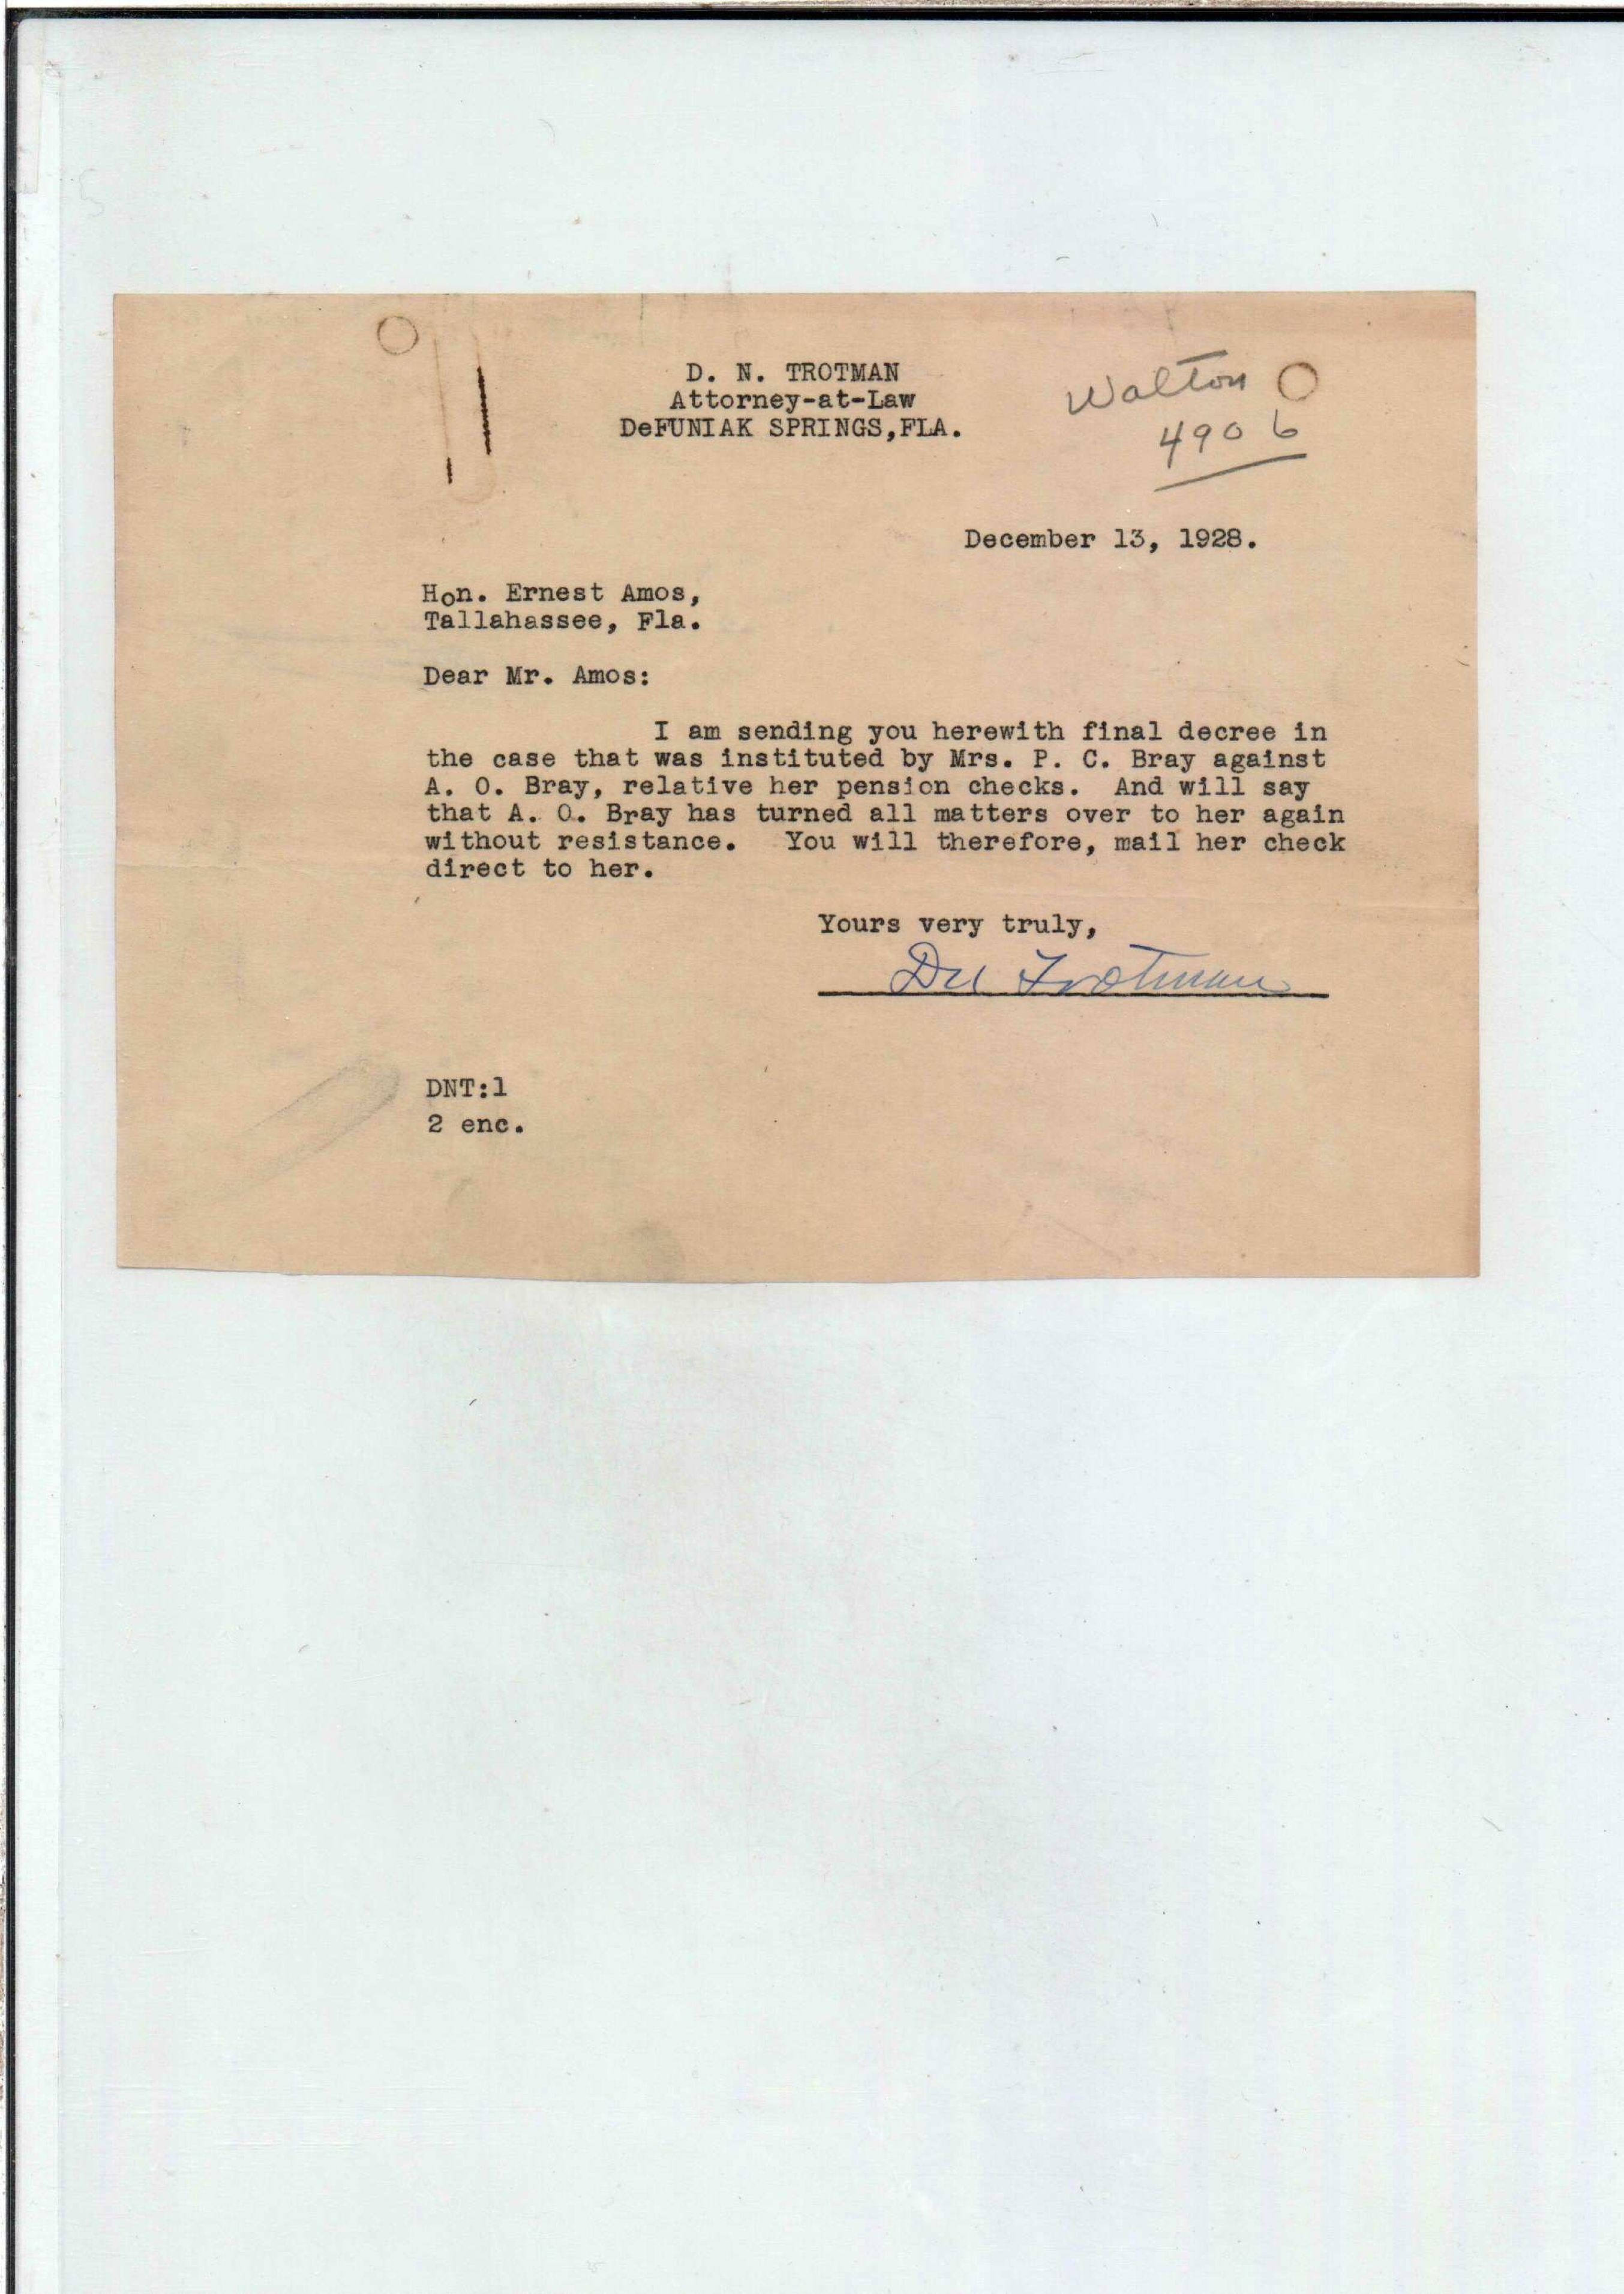 D. N. TROTMAN
Attorney-at-Law
DeFUNIAK SPRINGS,FLA.
Walton
4906
December 13, 1928.
Hon. Ernest Amos,
Tallahassee, Fla.
Dear Mr. Amos:
I am sending you herewith final decree in
the case that was instituted by Mrs. P. C. Bray against
A. O. Bray, relative her pension checks. And will say
that A. O. Bray has turned all matters over to her again
without resistance. You will therefore, mail her check
direct to her.
Yours very truly,
DN Trotman
DNT:l
2 enc.